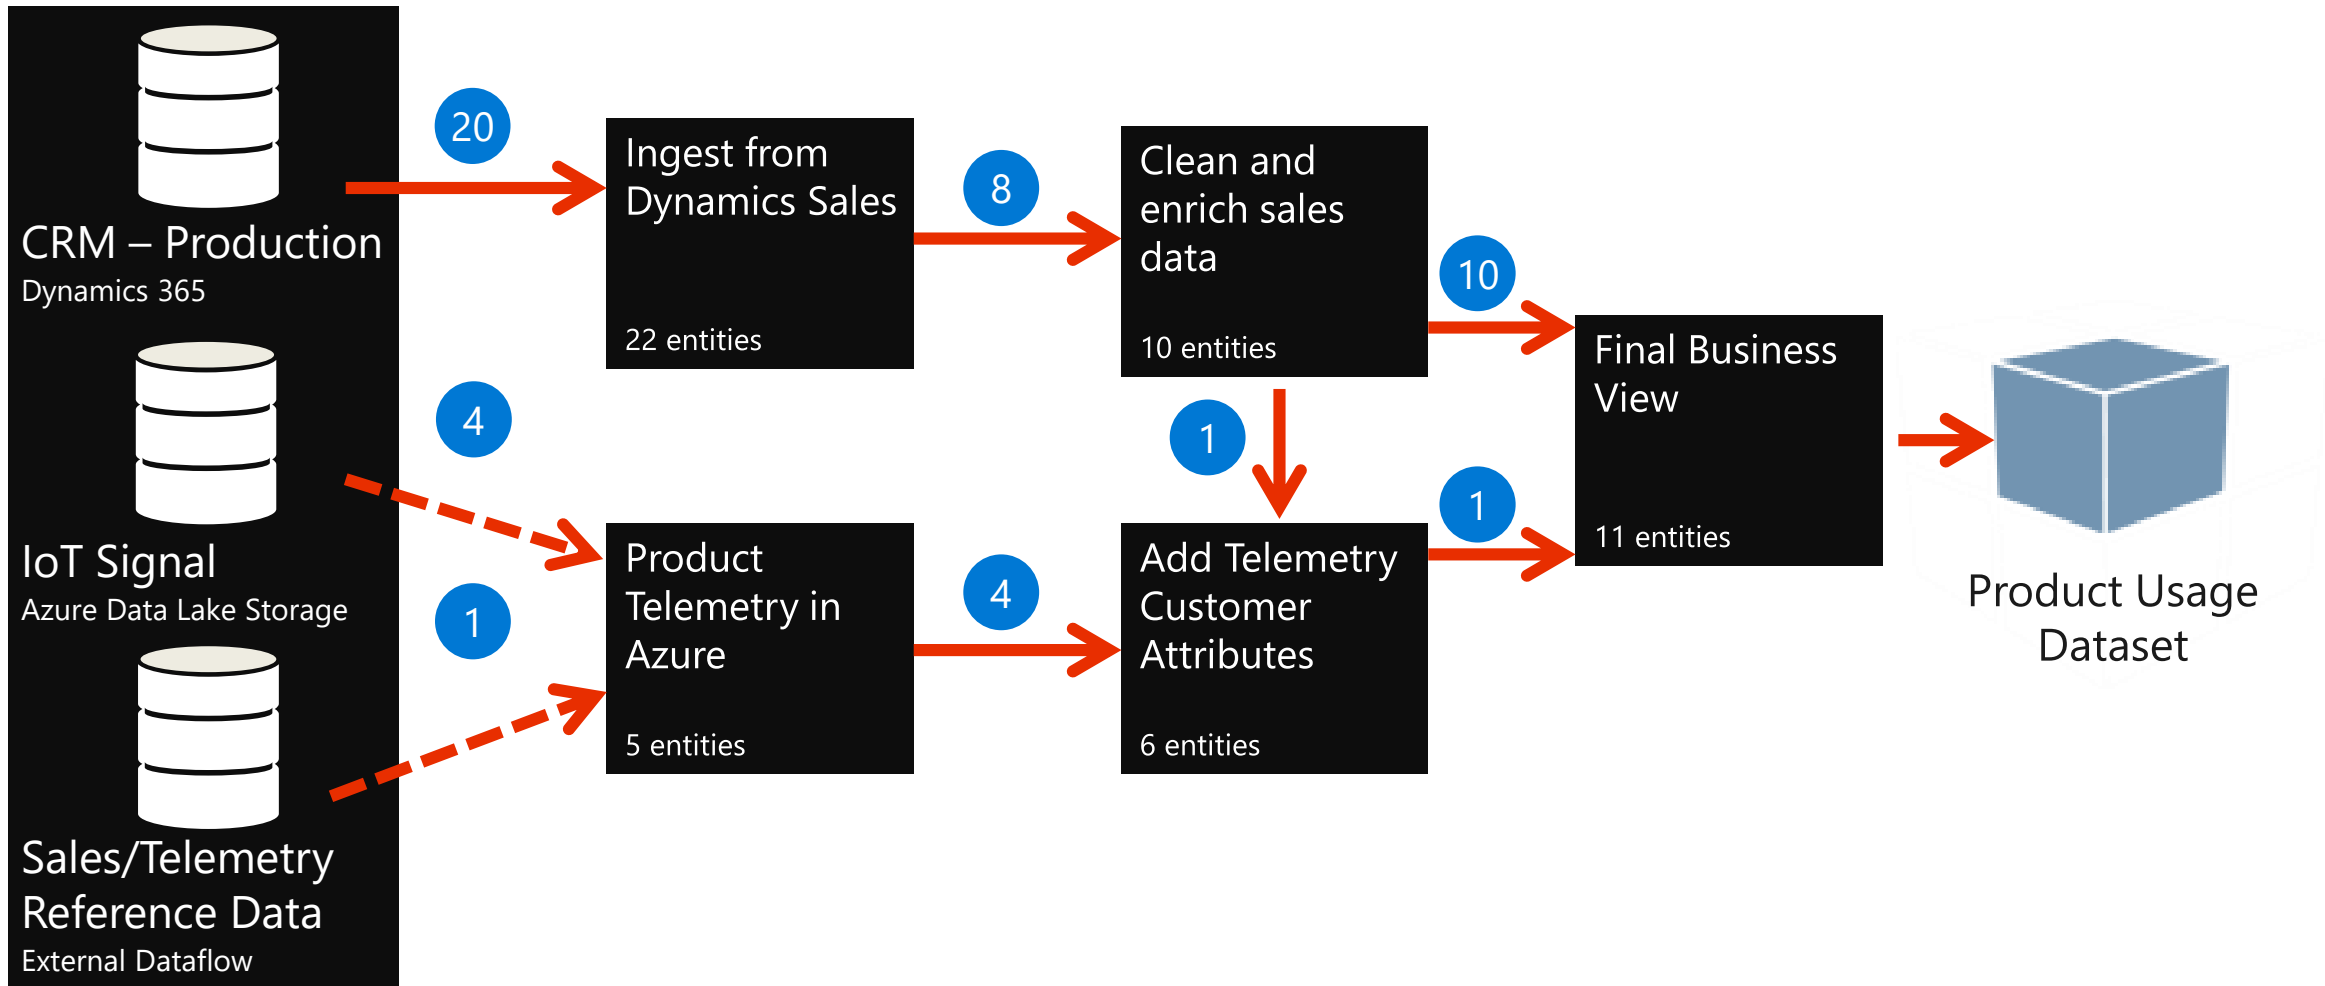 CRM – Production
Dynamics 365
IoT Signal
Azure Data Lake Storage
Sales/Telemetry
Reference Data
External Dataflow
20
4
1
Ingest from
Dynamics Sales
22 entities
Product
Telemetry in
Azure
5 entities
8
4
Clean and
enrich sales
data
10 entities
1
Add Telemetry
Customer
Attributes
6 entities
10
1
Final Business
View
11 entities
Product Usage
Dataset